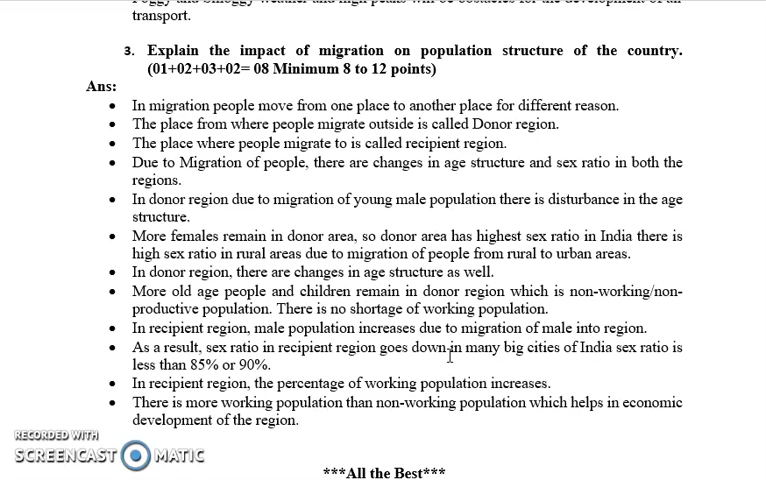 transport.
3. Explain the impact of migration on population structure of the country.
(01+02+03+02= 08 Minimum 8 to 12 points)
Ans:
• In migration people move from one place to another place for different reason.
• The place from where people migrate outside is called Donor region.
• The place where people migrate to is called recipient region.
• Due to Migration of people, there are changes in age structure and sex ratio in both the
regions.
• In donor region due to migration of young male population there is disturbance in the age
structure.
• More females remain in donor area, so donor area has highest sex ratio in India there is
high sex ratio in rural areas due to migration of people from rural to urban areas.
• In donor region, there are changes in age structure as well.
• More old age people and children remain in donor region which is non-working/non-
productive population. There is no shortage of working population.
• In recipient region, male population increases due to migration of male into region.
• As a result, sex ratio in recipient region goes down in many big cities of India sex ratio is
less than 85% or 90%.
• In recipient region, the percentage of working population increases.
• There is more working population than non-working population which helps in economic
development of the region.
RECORDED WITH
SCREENCAST MATIC
***All the Best***